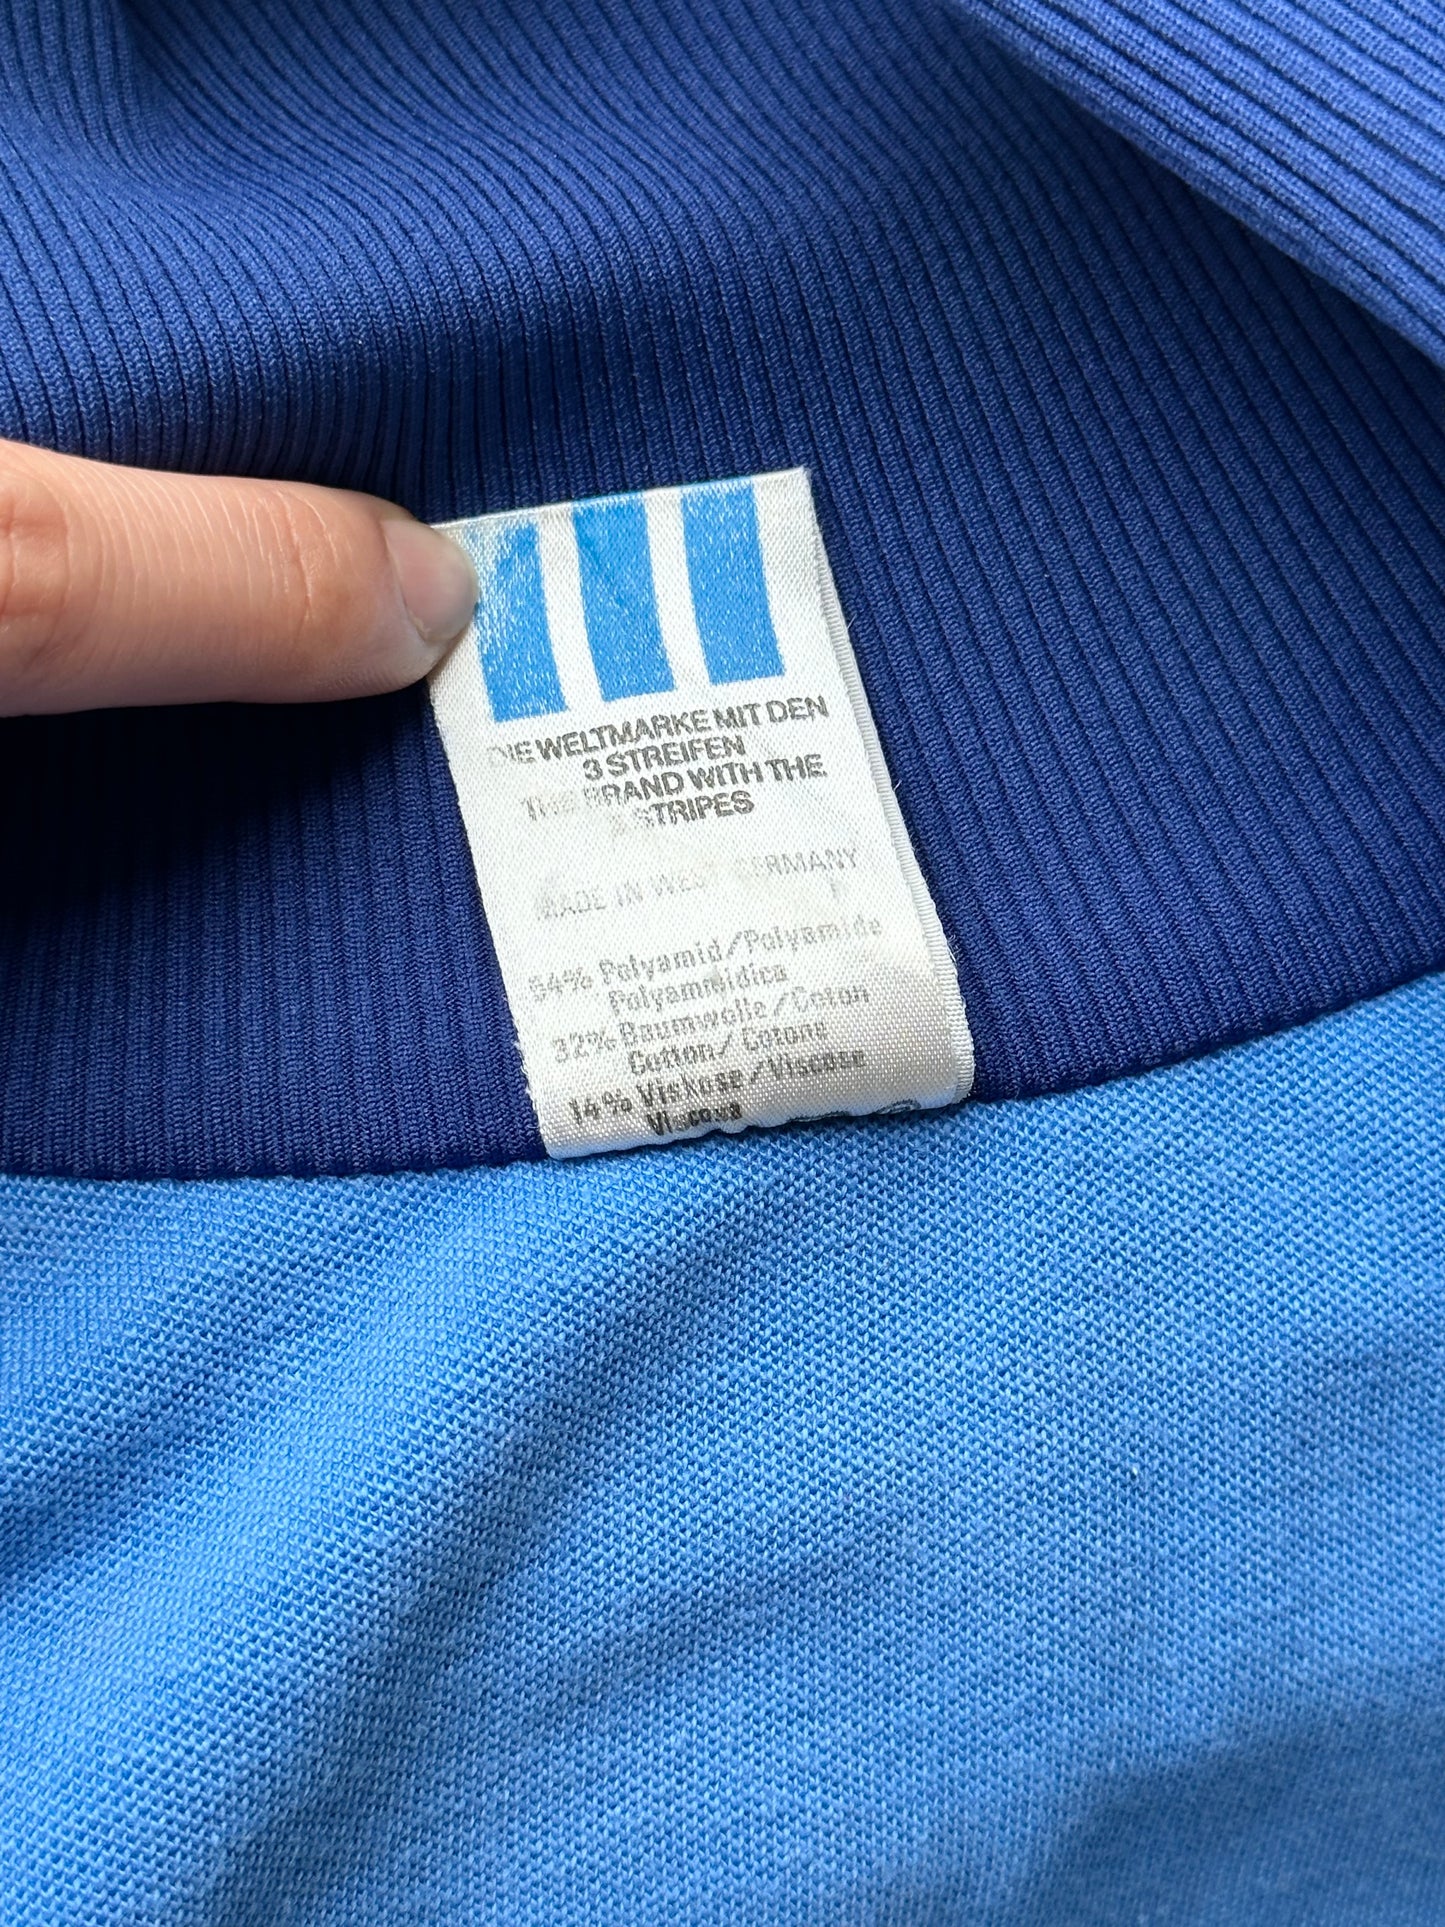 DIE WELTMARKE MIT DEN
3 STREIFEN
THE BRAND WITH THE
3 STRIPES
MADE IN WEST GERMANY
54% Polyamid/Polyamide
Polyammidica
32% Baumwolle/Coton
Cotton/Cotone
14% Viskose/Viscose
Viscosa